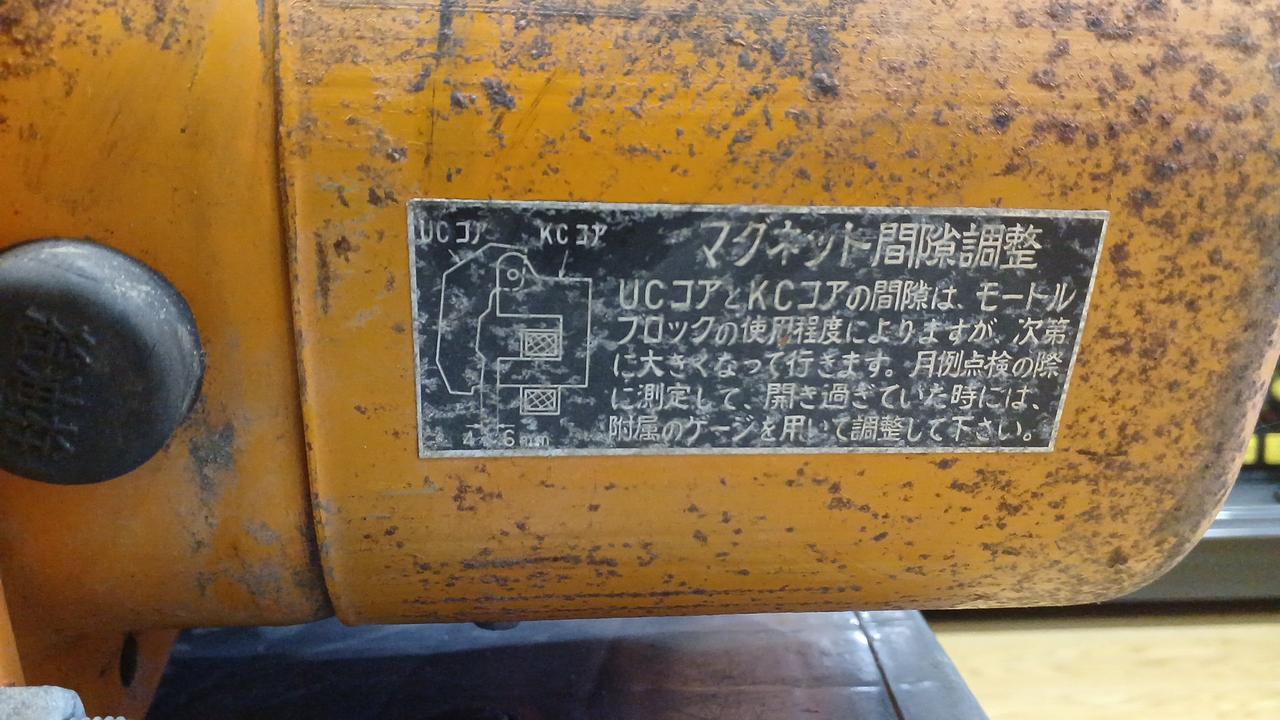 UCコア KCコア
マグネット間隙調整
UCコアとKCコアの間隙は、モートル
ブロックの使用程度によりますが、次第
に大きくなって行きます。月例点検の際
に測定して、開き過ぎていた時には、
附属のゲージを用いて調整して下さい。